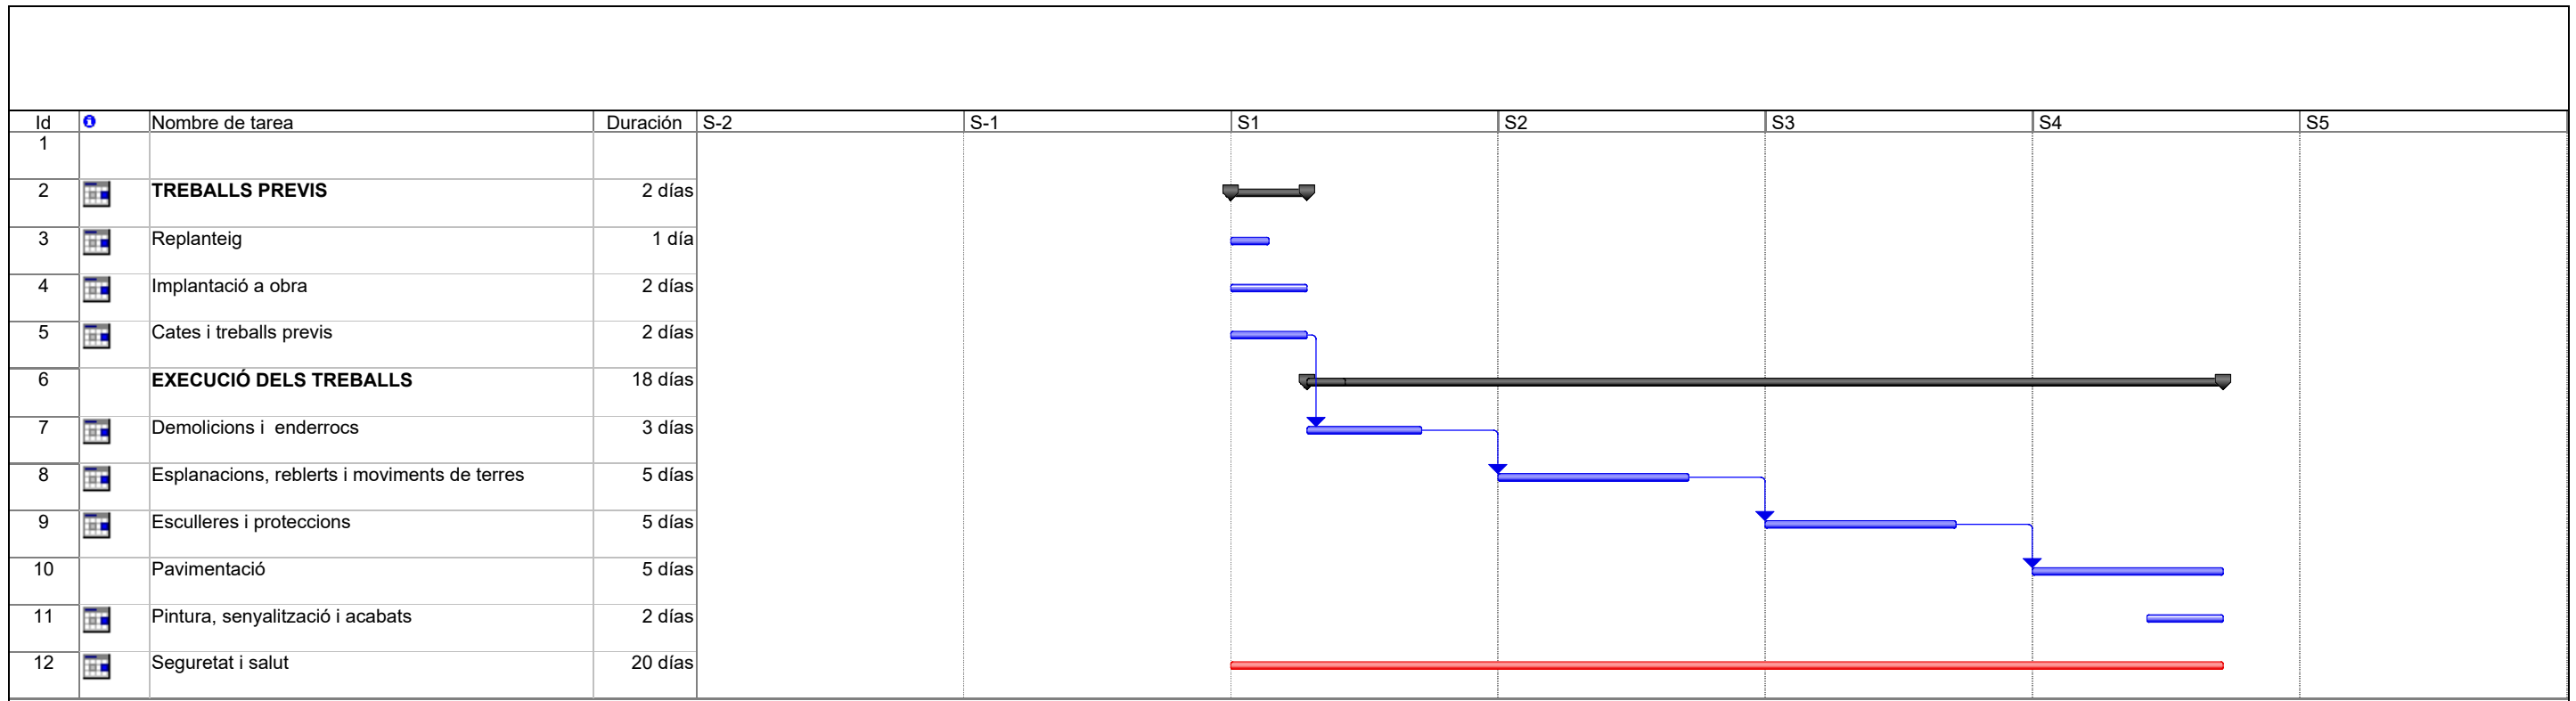 Id Nombre de tarea Duración S-2 S-1 S1 S2 S3 S4 S5
1
2 TREBALLS PREVIS 2 días
3 Replanteig 1 día
4 Implantació a obra 2 días
5 Cates i treballs previs 2 días
6 EXECUCIÓ DELS TREBALLS 18 días
7 Demolicions i  enderrocs 3 días
8 Esplanacions, reblerts i moviments de terres 5 días
9 Esculleres i proteccions 5 días
10 Pavimentació 5 días
11 Pintura, senyalització i acabats 2 días
12 Seguretat i salut 20 días